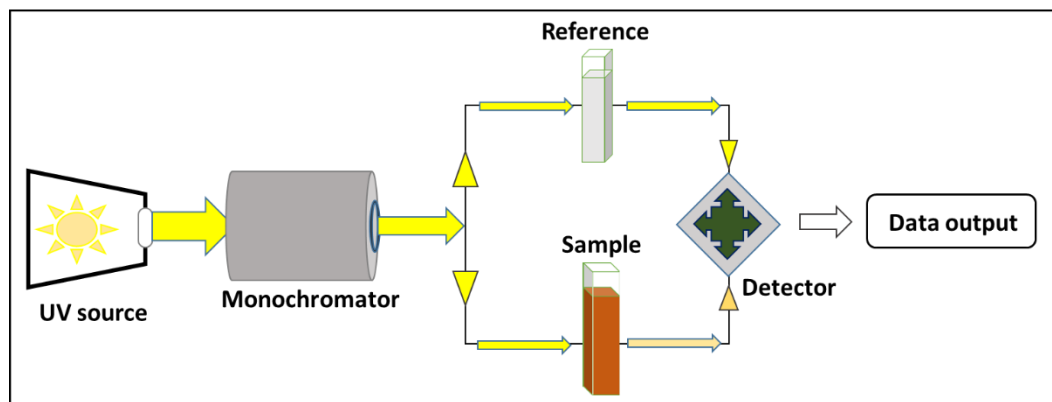 Reference
UV source
Monochromator
Sample
Detector
Data output